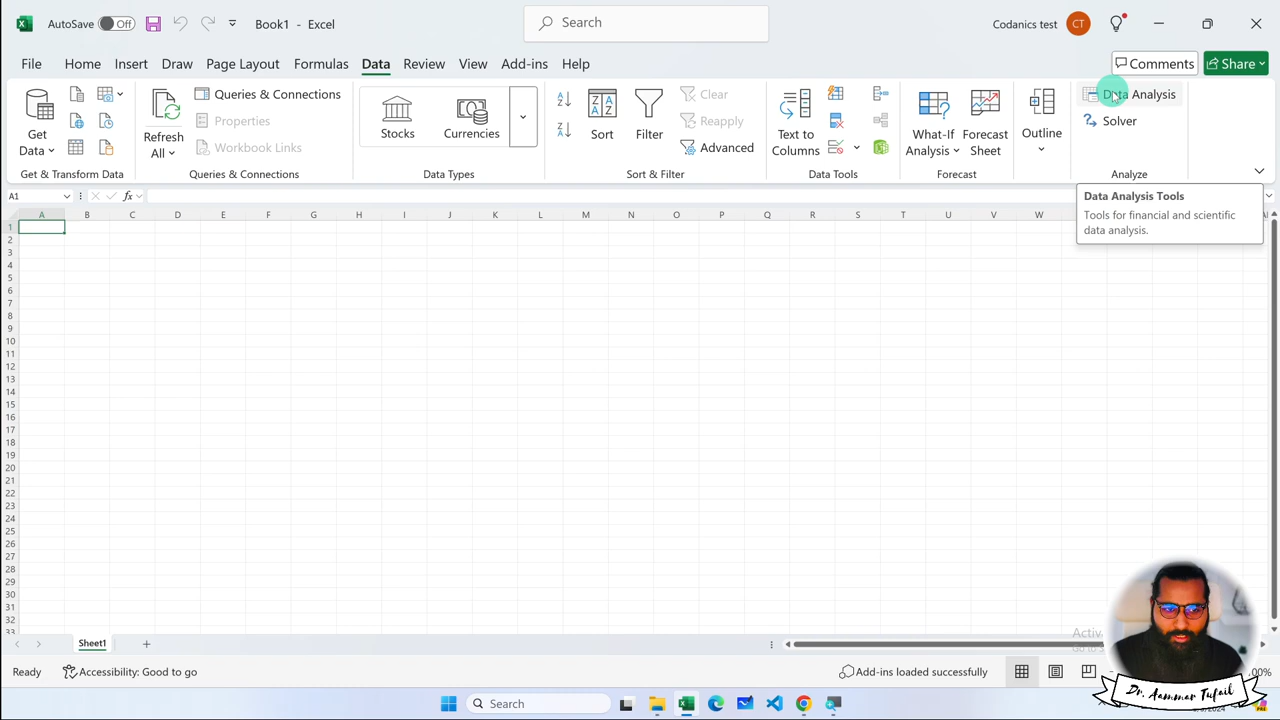 AutoSave Off Book1 - Excel Search Codanics test CT
File Home Insert Draw Page Layout Formulas Data Review View Add-ins Help Comments Share
Get Data
Refresh All
Queries & Connections
Properties
Workbook Links
Stocks Currencies
Sort Filter
Clear
Reapply
Advanced
Text to Columns
What-If Analysis
Forecast Sheet
Outline
Data Analysis
Solver
Get & Transform Data Queries & Connections Data Types Sort & Filter Data Tools Forecast Analyze
A1 fx
Data Analysis Tools
Tools for financial and scientific
data analysis.
A B C D E F G H I J K L M N O P Q R S T U V W
1
2
3
4
5
6
7
8
9
10
11
12
13
14
15
16
17
18
19
20
21
22
23
24
25
26
27
28
29
30
31
32
33
Activ
Sheet1
Ready Accessibility: Good to go Add-ins loaded successfully
Dr. Aammar Tufail
Search